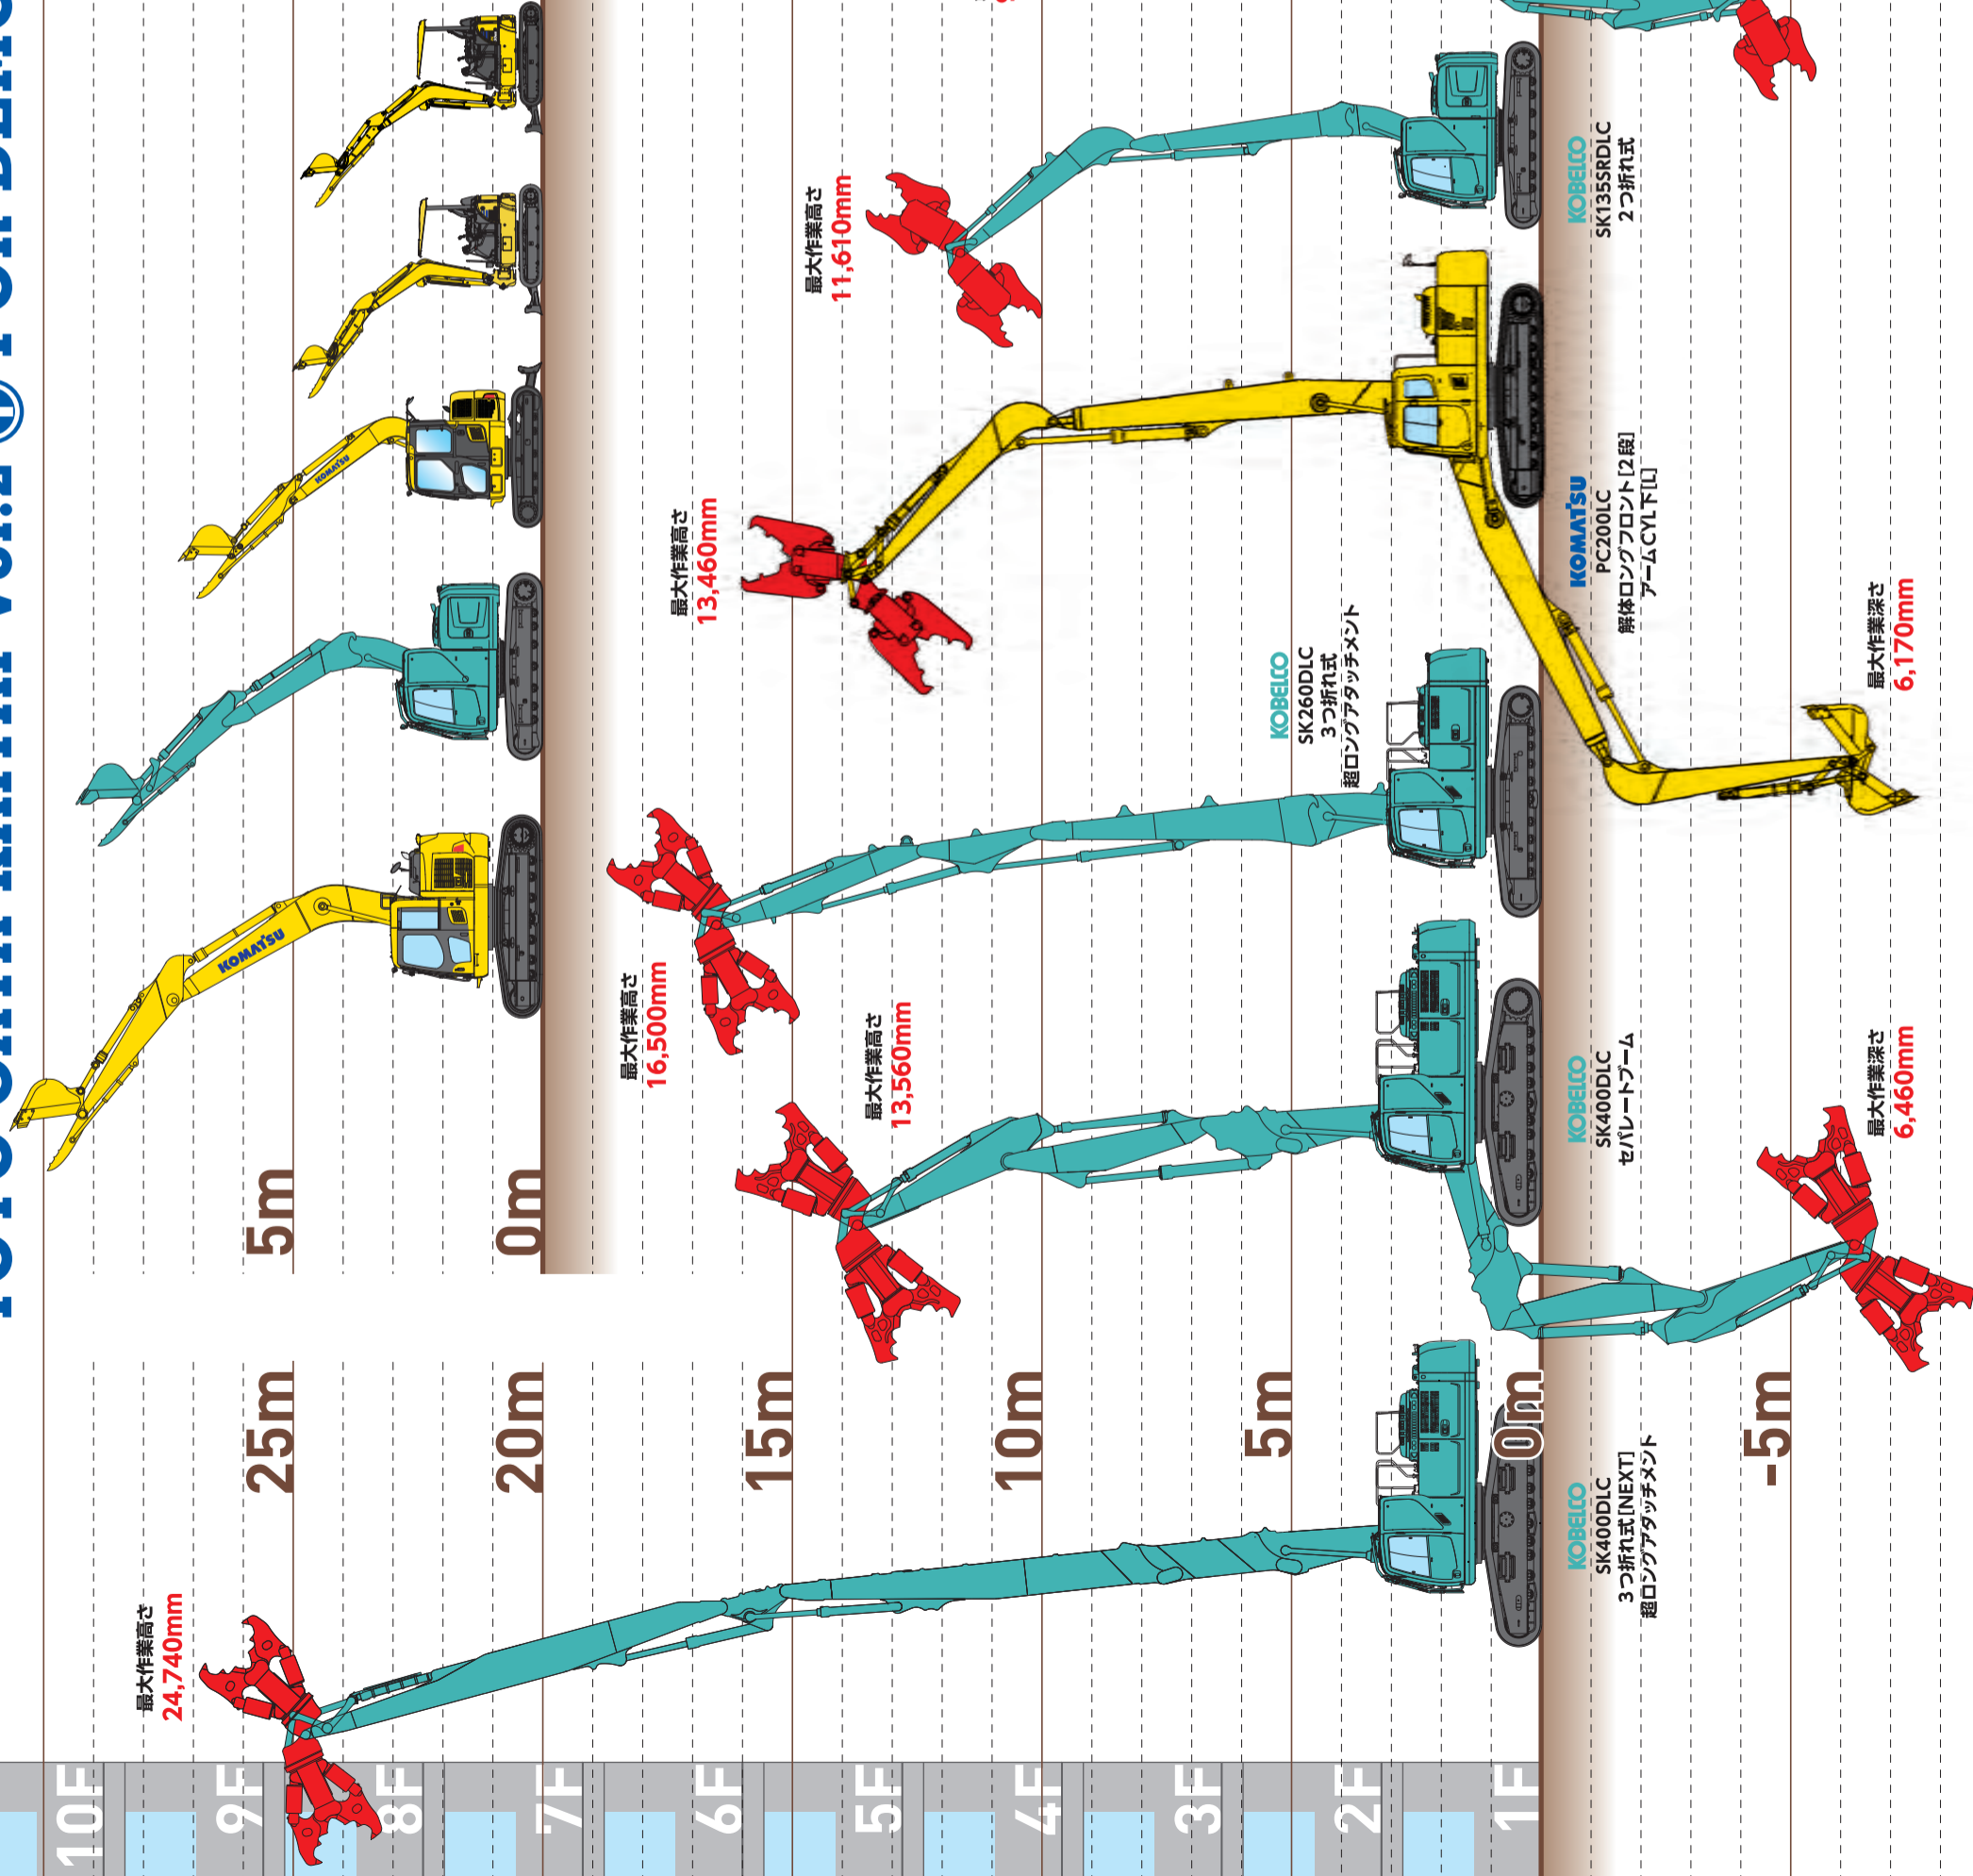 10F
9F
8F
7F
6F
5F
4F
3F
2F
1F
25m
20m
15m
10m
5m
0m
-5m
5m
0m
KOMATSU
KOMATSU
最大作業高さ
24,740mm
KOBELCO
SK400DLC
3つ折れ式[NEXT]
超ロングアタッチメント
最大作業高さ
13,560mm
KOBELCO
SK400DLC
セパレートブーム
最大作業深さ
6,460mm
最大作業高さ
16,500mm
KOBELCO
SK260DLC
3つ折れ式
超ロングアタッチメント
最大作業高さ
13,460mm
KOMATSU
PC200LC
解体ロングフロント[2段]
アームCYL下[L]
最大作業深さ
6,170mm
最大作業高さ
11,610mm
KOBELCO
SK135SRDLC
2つ折れ式